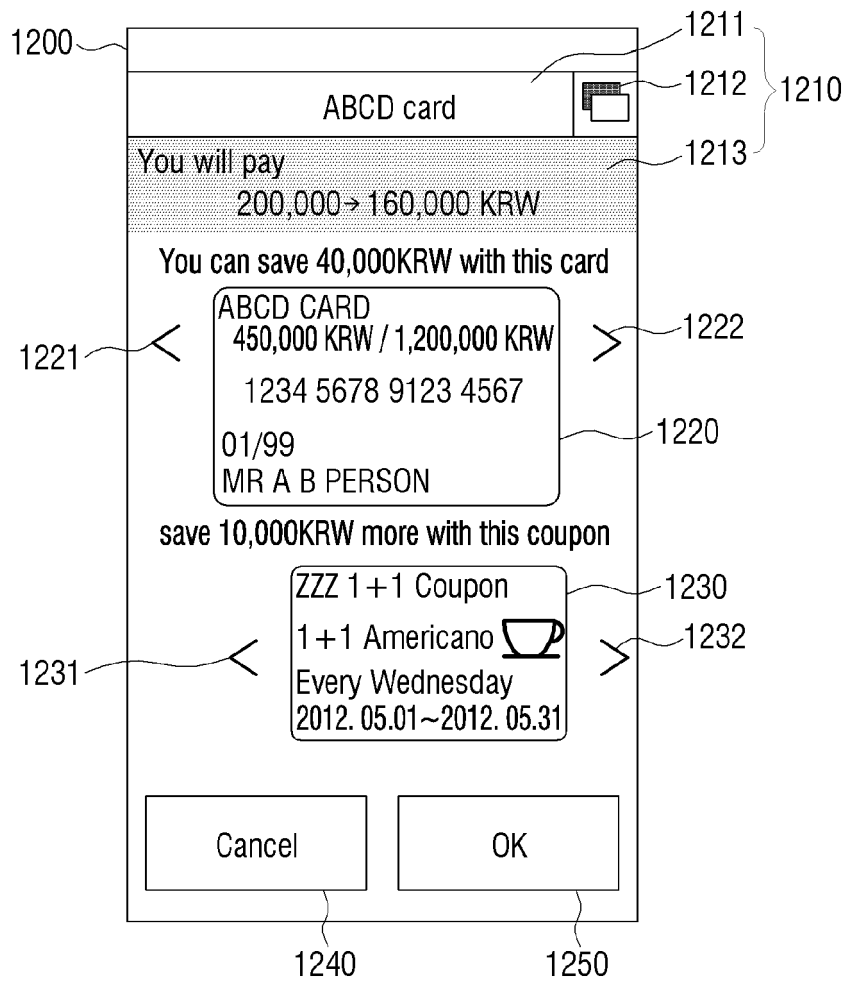 1200
1211
ABCD card
1212
1210
1213
You will pay
200,000→160,000 KRW
You can save 40,000KRW with this card
ABCD CARD
450,000 KRW / 1,200,000 KRW
1221
1222
1234 5678 9123 4567
1220
01/99
MR A B PERSON
save 10,000KRW more with this coupon
ZZZ 1+1 Coupon
1230
1+1 Americano
1232
1231
Every Wednesday
2012. 05.01~2012. 05.31
Cancel
OK
1240
1250